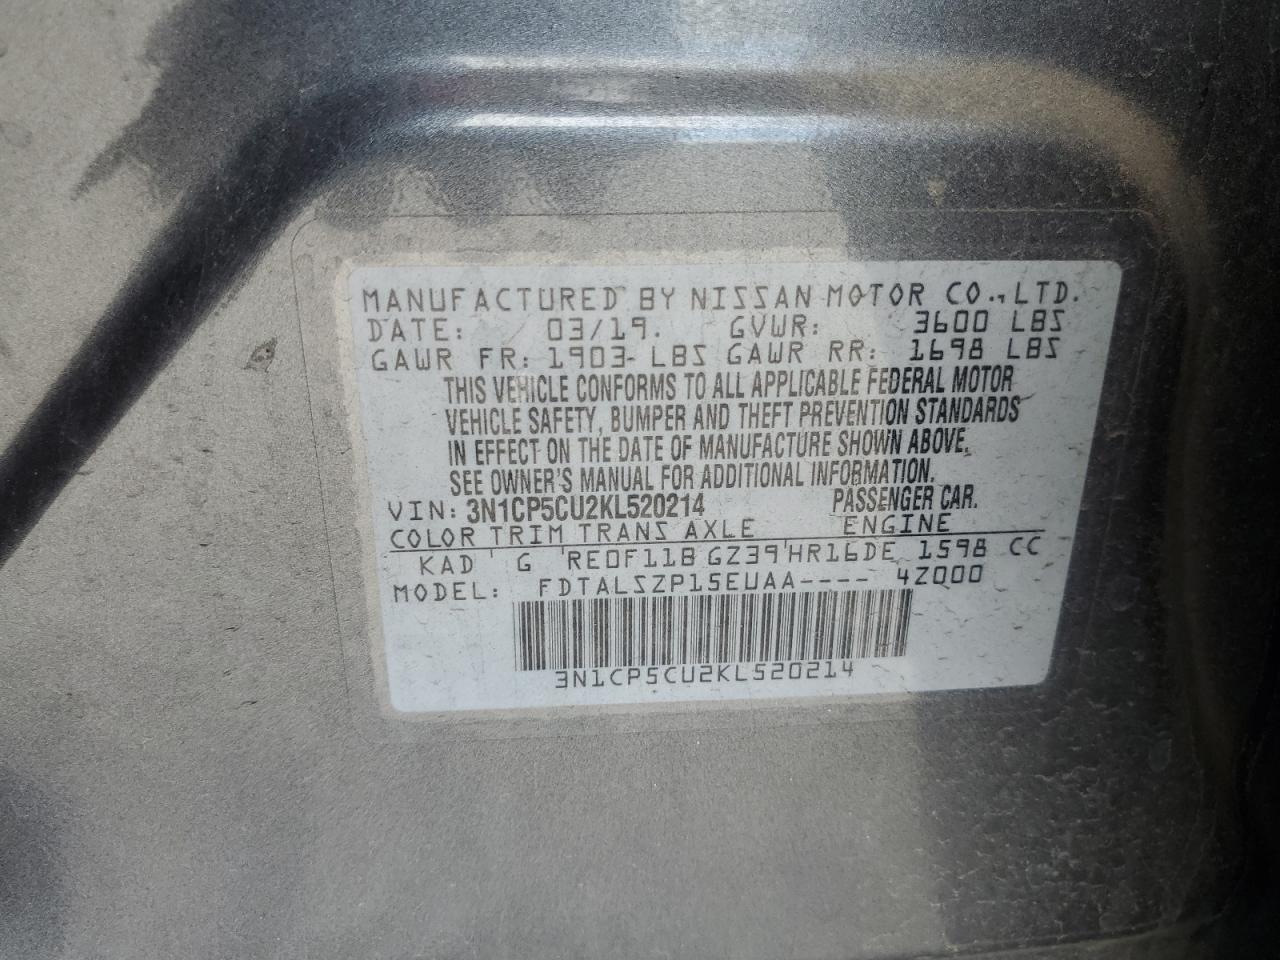 MANUFACTURED BY NISSAN MOTOR CO., LTD.
DATE: 03/19. GVWR: 3600 LBS
GAWR FR: 1903 LBS GAWR RR: 1698 LBS
THIS VEHICLE CONFORMS TO ALL APPLICABLE FEDERAL MOTOR
VEHICLE SAFETY, BUMPER AND THEFT PREVENTION STANDARDS
IN EFFECT ON THE DATE OF MANUFACTURE SHOWN ABOVE.
SEE OWNER'S MANUAL FOR ADDITIONAL INFORMATION.
VIN: 3N1CP5CU2KL520214 PASSENGER CAR.
COLOR TRIM TRANS AXLE ENGINE
KAD G RE0F11B GZ39 HR16DE 1598 CC
MODEL: FDTALSZP15EUAA---- 4Z000
3N1CP5CU2KL520214